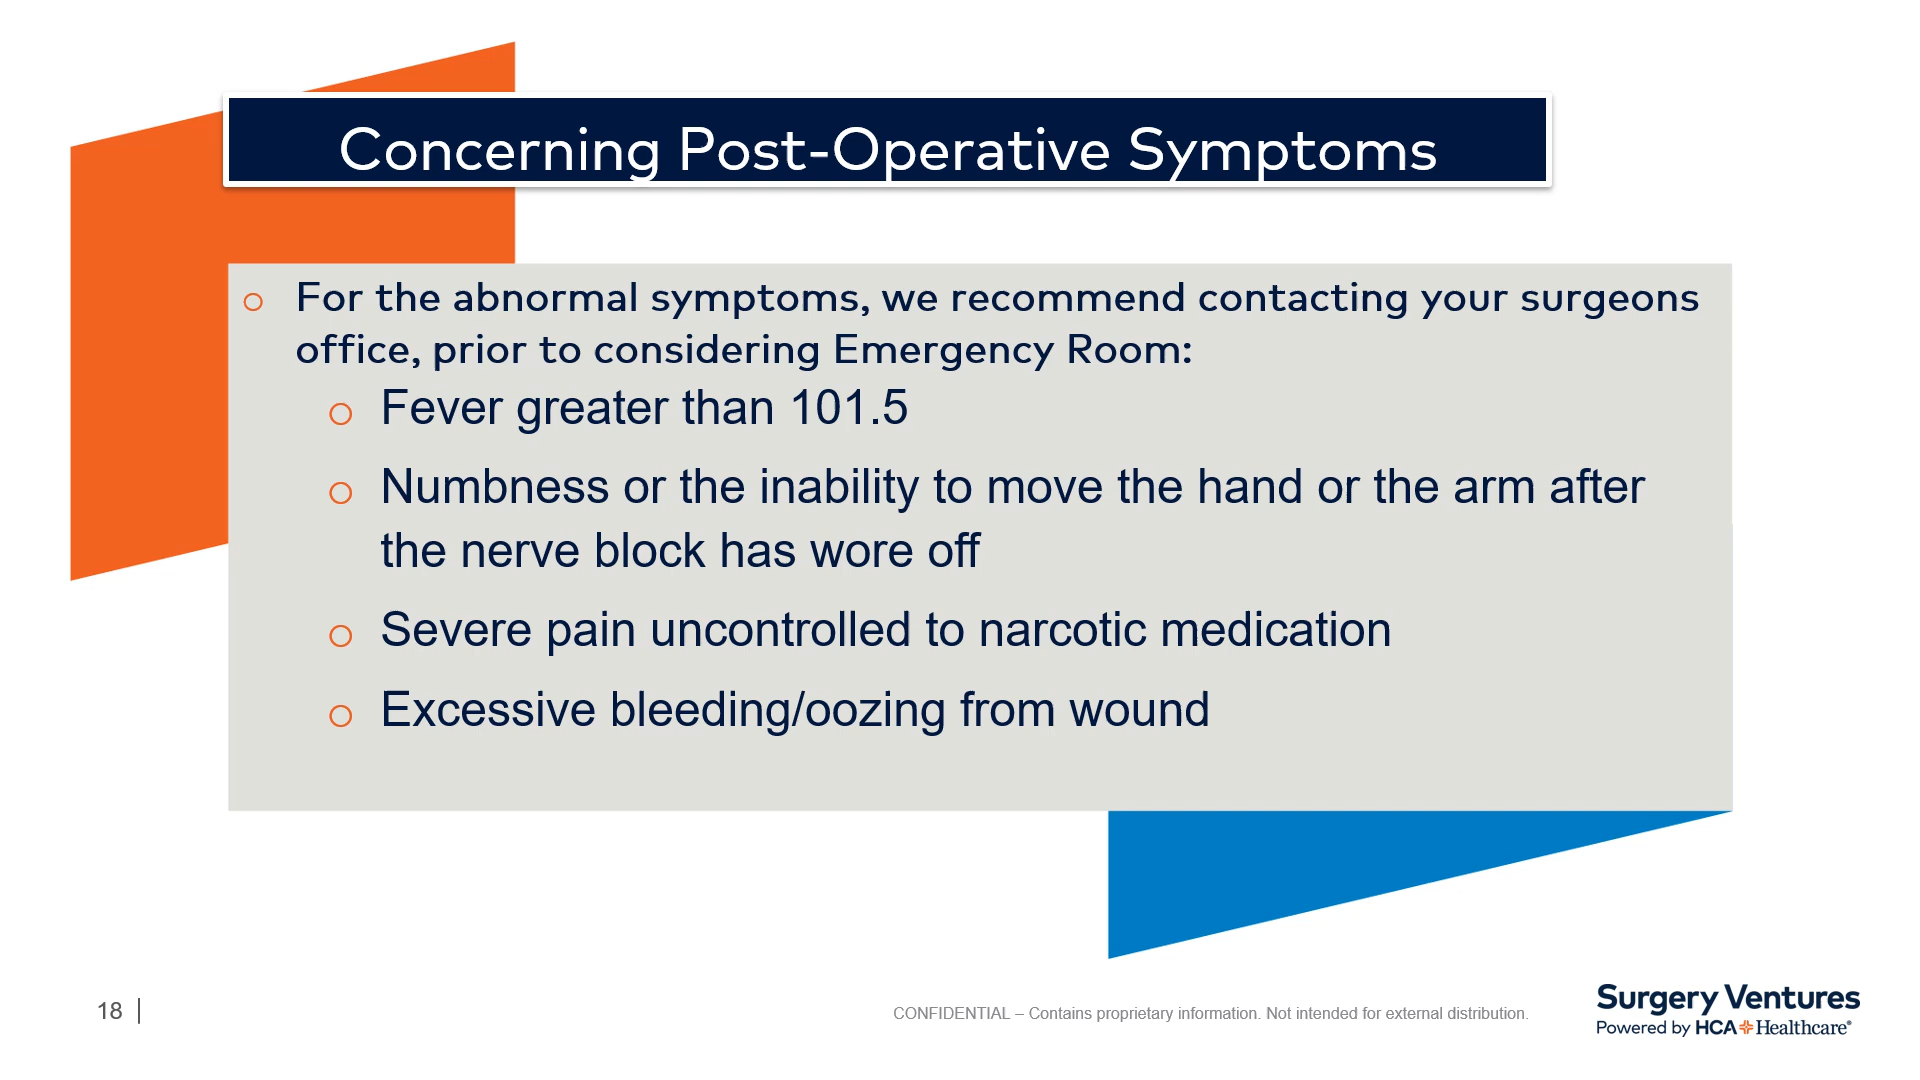 Concerning Post-Operative Symptoms
For the abnormal symptoms, we recommend contacting your surgeons
office, prior to considering Emergency Room:
Fever greater than 101.5
Numbness or the inability to move the hand or the arm after
the nerve block has wore off
Severe pain uncontrolled to narcotic medication
Excessive bleeding/oozing from wound
18
CONFIDENTIAL – Contains proprietary information. Not intended for external distribution.
Surgery Ventures
Powered by HCA Healthcare®